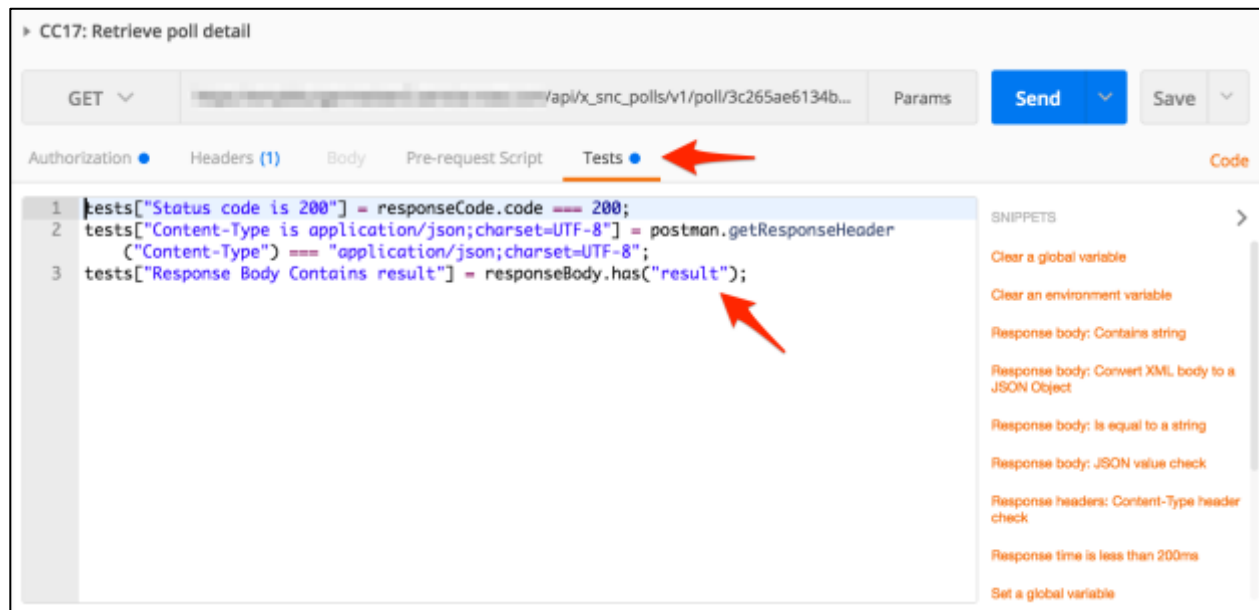 CC17: Retrieve poll detail
GET /api/x_snc_polls/v1/poll/3c265ae6134b... Params Send Save
Authorization Headers (1) Body Pre-request Script Tests Code
1 tests["Status code is 200"] = responseCode.code === 200;
2 tests["Content-Type is application/json;charset=UTF-8"] = postman.getResponseHeader
("Content-Type") === "application/json;charset=UTF-8";
3 tests["Response Body Contains result"] = responseBody.has("result");
SNIPPETS
Clear a global variable
Clear an environment variable
Response body: Contains string
Response body: Convert XML body to a
JSON Object
Response body: Is equal to a string
Response body: JSON value check
Response headers: Content-Type header
check
Response time is less than 200ms
Set a global variable